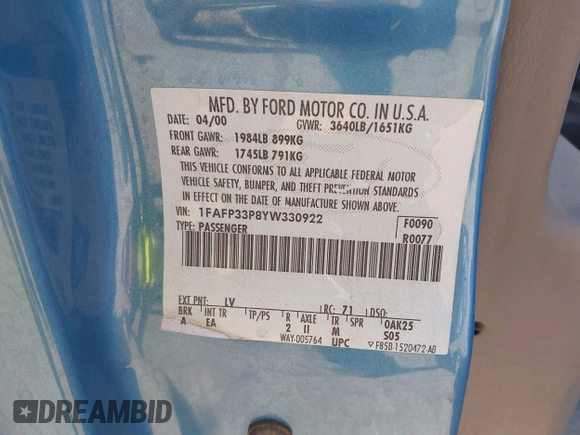 MFD. BY FORD MOTOR CO. IN U.S.A.
DATE: 04/00 GVWR: 3640LB/1651KG
FRONT GAWR: 1984LB 899KG
REAR GAWR: 1745LB 791KG
THIS VEHICLE CONFORMS TO ALL APPLICABLE FEDERAL MOTOR
VEHICLE SAFETY, BUMPER, AND THEFT PREVENTION STANDARDS
IN EFFECT ON THE DATE OF MANUFACTURE SHOWN ABOVE.
VIN: 1FAFP33P8YW330922 F0090
TYPE: PASSENGER R0077
EXT PNT: LV RC: 71 DSO:
BRK INT TR TP/PS R AXLE TR SPR 0AK25
A EA 2 II M S05
WAY-005764 UPC ▽ F85B-1520472-AB
DREAMBID